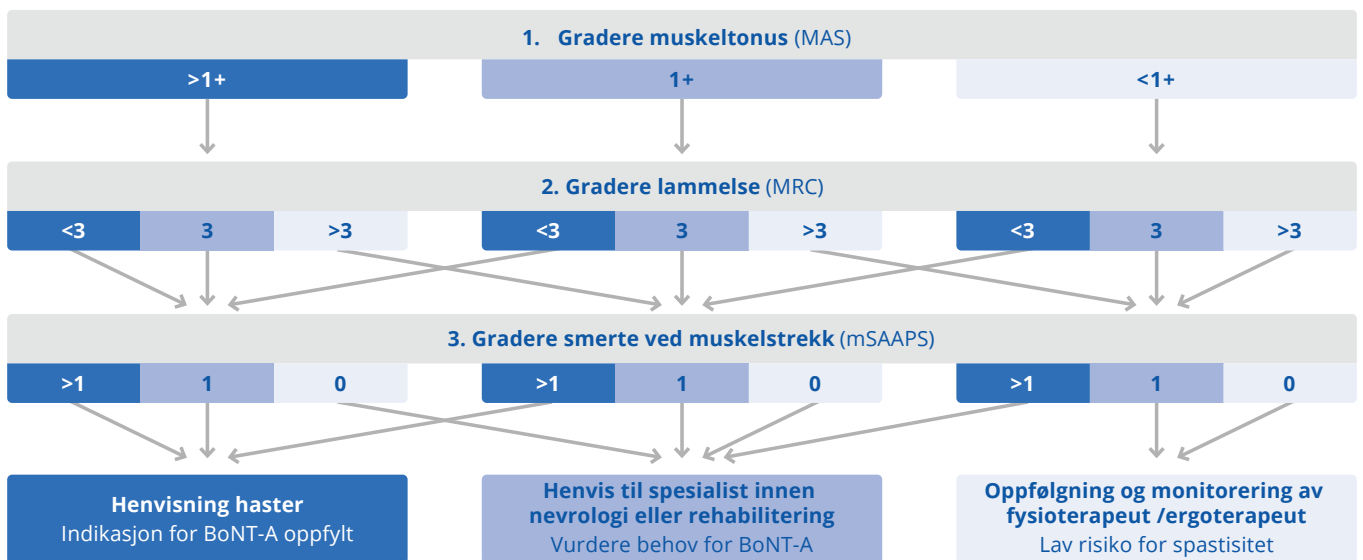 1. Gradere muskeltonus (MAS)
>1+ 1+ <1+
2. Gradere lammelse (MRC)
<3 3 >3 <3 3 >3 <3 3 >3
3. Gradere smerte ved muskelstrekk (mSAAPS)
>1 1 0 >1 1 0 >1 1 0
Henvisning haster
Indikasjon for BoNT-A oppfylt
Henvis til spesialist innen
nevrologi eller rehabilitering
Vurdere behov for BoNT-A
Oppfølgning og monitorering av
fysioterapeut /ergoterapeut
Lav risiko for spastisitet